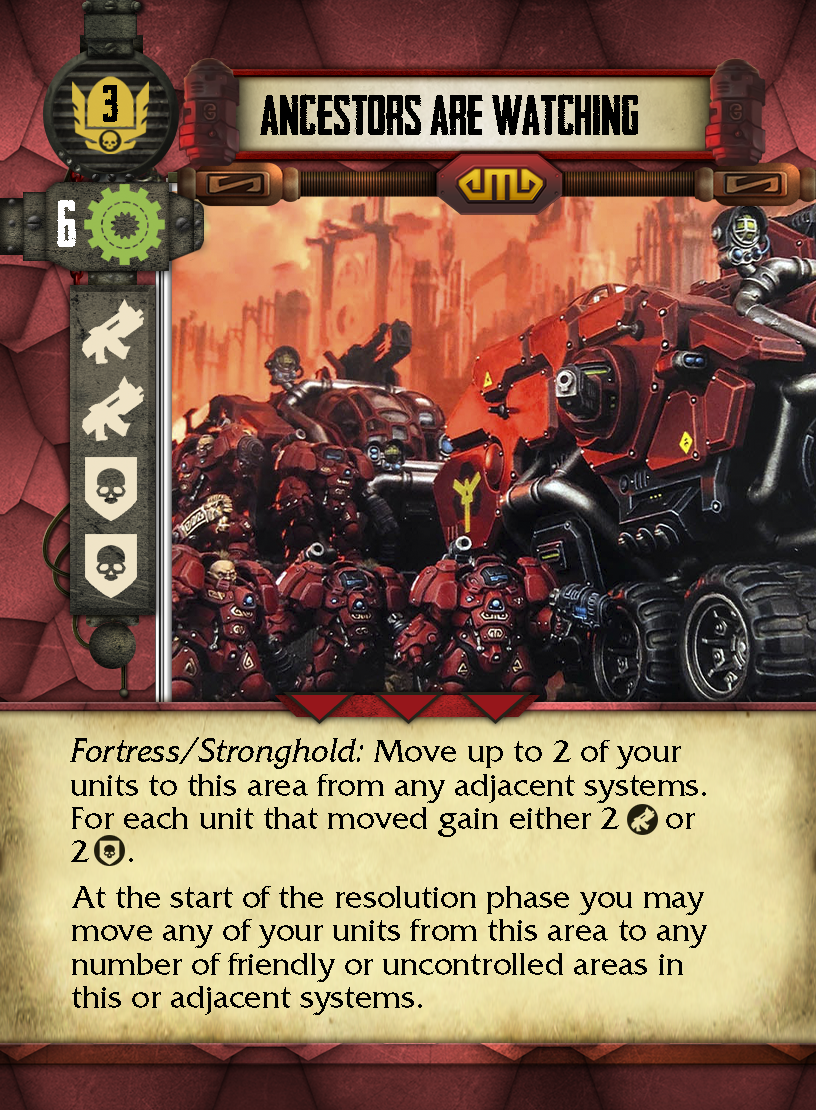 3
ANCESTORS ARE WATCHING
6
Fortress/Stronghold: Move up to 2 of your
units to this area from any adjacent systems.
For each unit that moved gain either 2 or
2 .
At the start of the resolution phase you may
move any of your units from this area to any
number of friendly or uncontrolled areas in
this or adjacent systems.